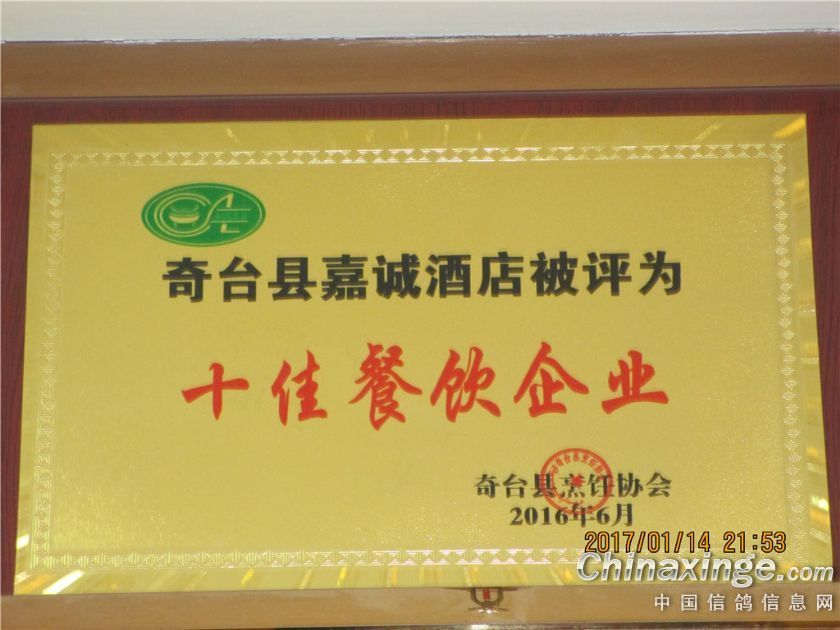 奇台县嘉诚酒店被评为
十佳餐饮企业
奇台县烹饪协会
2016年6月
2017/01/14 21:53
Chinaxinge.com
中国信鸽信息网